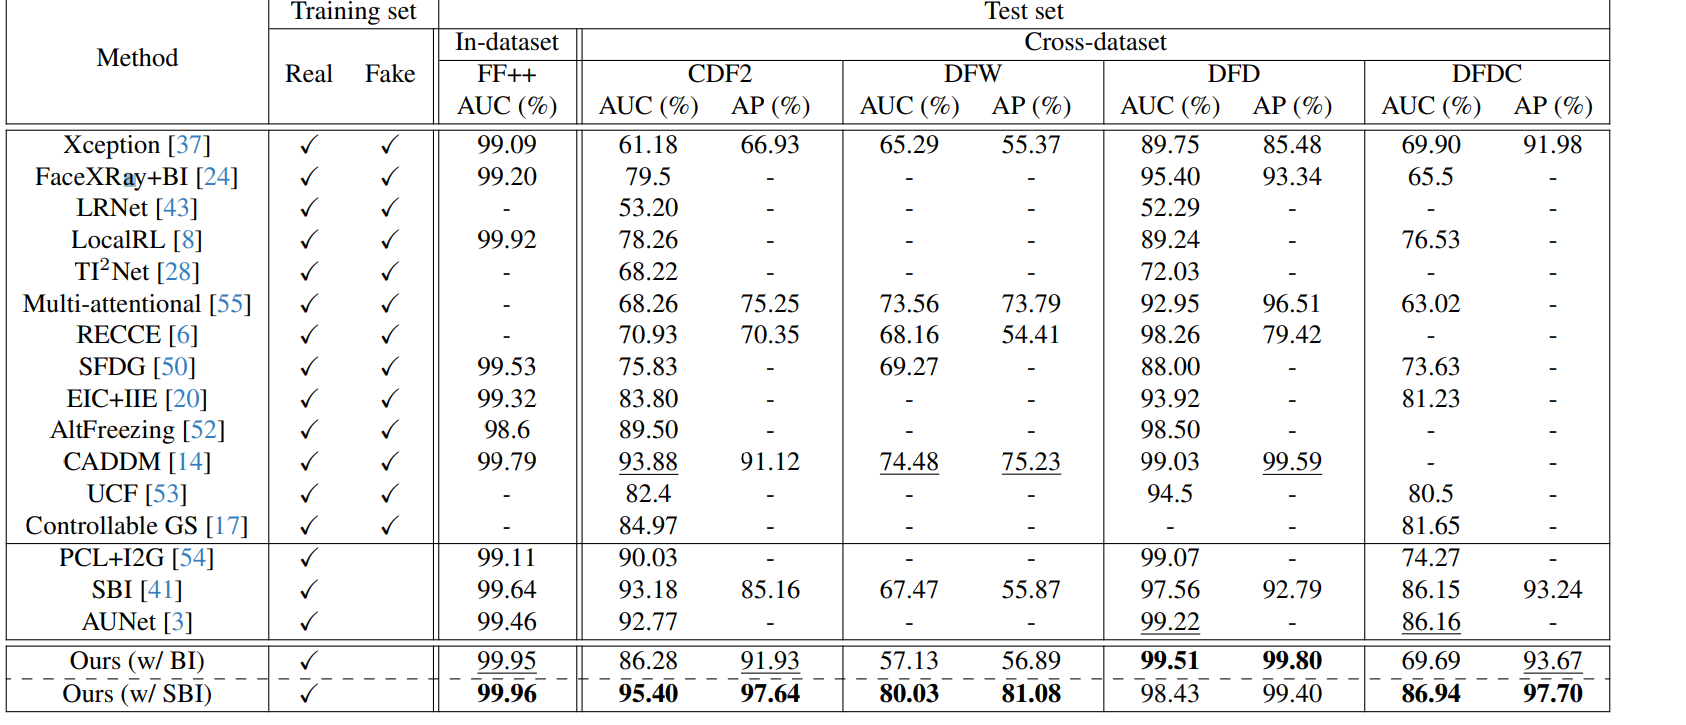 Training set Test set
Method In-dataset Cross-dataset
Real Fake FF++ CDF2 DFW DFD DFDC
AUC (%) AUC (%) AP (%) AUC (%) AP (%) AUC (%) AP (%) AUC (%) AP (%)
Xception [37] ✓ ✓ 99.09 61.18 66.93 65.29 55.37 89.75 85.48 69.90 91.98
FaceXRay+BI [24] ✓ ✓ 99.20 79.5 - - - 95.40 93.34 65.5 -
LRNet [43] ✓ ✓ - 53.20 - - - 52.29 - - -
LocalRL [8] ✓ ✓ 99.92 78.26 - - - 89.24 - 76.53 -
TI²Net [28] ✓ ✓ - 68.22 - - - 72.03 - - -
Multi-attentional [55] ✓ ✓ - 68.26 75.25 73.56 73.79 92.95 96.51 63.02 -
RECCE [6] ✓ ✓ - 70.93 70.35 68.16 54.41 98.26 79.42 - -
SFDG [50] ✓ ✓ 99.53 75.83 - 69.27 - 88.00 - 73.63 -
EIC+IIE [20] ✓ ✓ 99.32 83.80 - - - 93.92 - 81.23 -
AltFreezing [52] ✓ ✓ 98.6 89.50 - - - 98.50 - - -
CADDM [14] ✓ ✓ 99.79 93.88 91.12 74.48 75.23 99.03 99.59 - -
UCF [53] ✓ ✓ - 82.4 - - - 94.5 - 80.5 -
Controllable GS [17] ✓ ✓ - 84.97 - - - - - 81.65 -
PCL+I2G [54] ✓ 99.11 90.03 - - - 99.07 - 74.27 -
SBI [41] ✓ 99.64 93.18 85.16 67.47 55.87 97.56 92.79 86.15 93.24
AUNet [3] ✓ 99.46 92.77 - - - 99.22 - 86.16 -
Ours (w/ BI) ✓ 99.95 86.28 91.93 57.13 56.89 99.51 99.80 69.69 93.67
Ours (w/ SBI) ✓ 99.96 95.40 97.64 80.03 81.08 98.43 99.40 86.94 97.70